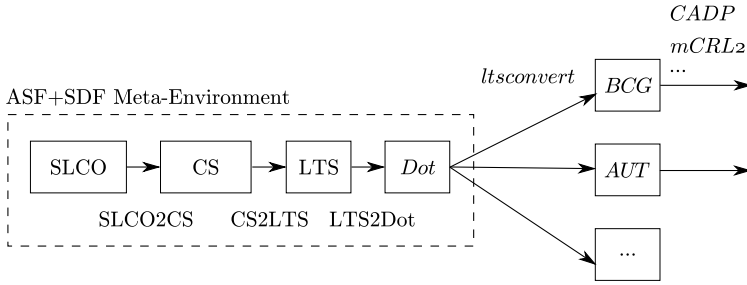 CADP
mCRL2
...
ltsconvert
BCG
ASF+SDF Meta-Environment
SLCO
CS
LTS
Dot
AUT
SLCO2CS
CS2LTS
LTS2Dot
...